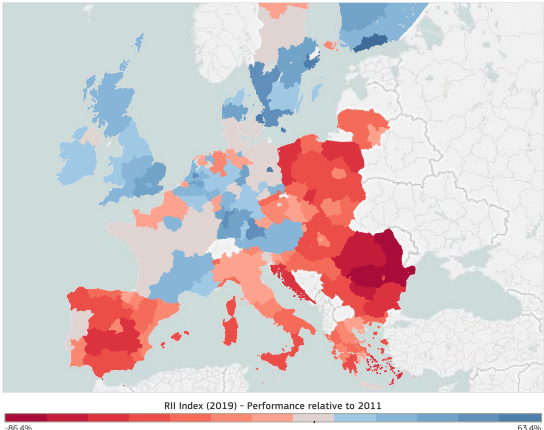 RII Index (2019) - Performance relative to 2011
-86.4%
63.4%